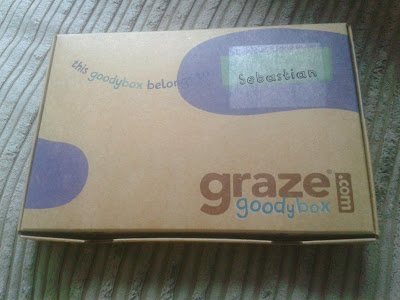 this goodybox belongs to
Sebastian
graze.com
goodybox